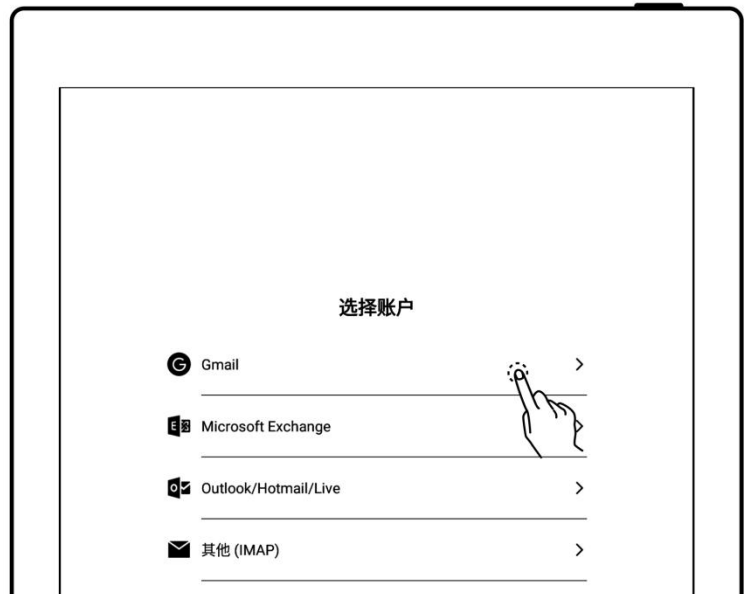 选择账户
Gmail
Microsoft Exchange
Outlook/Hotmail/Live
其他 (IMAP)